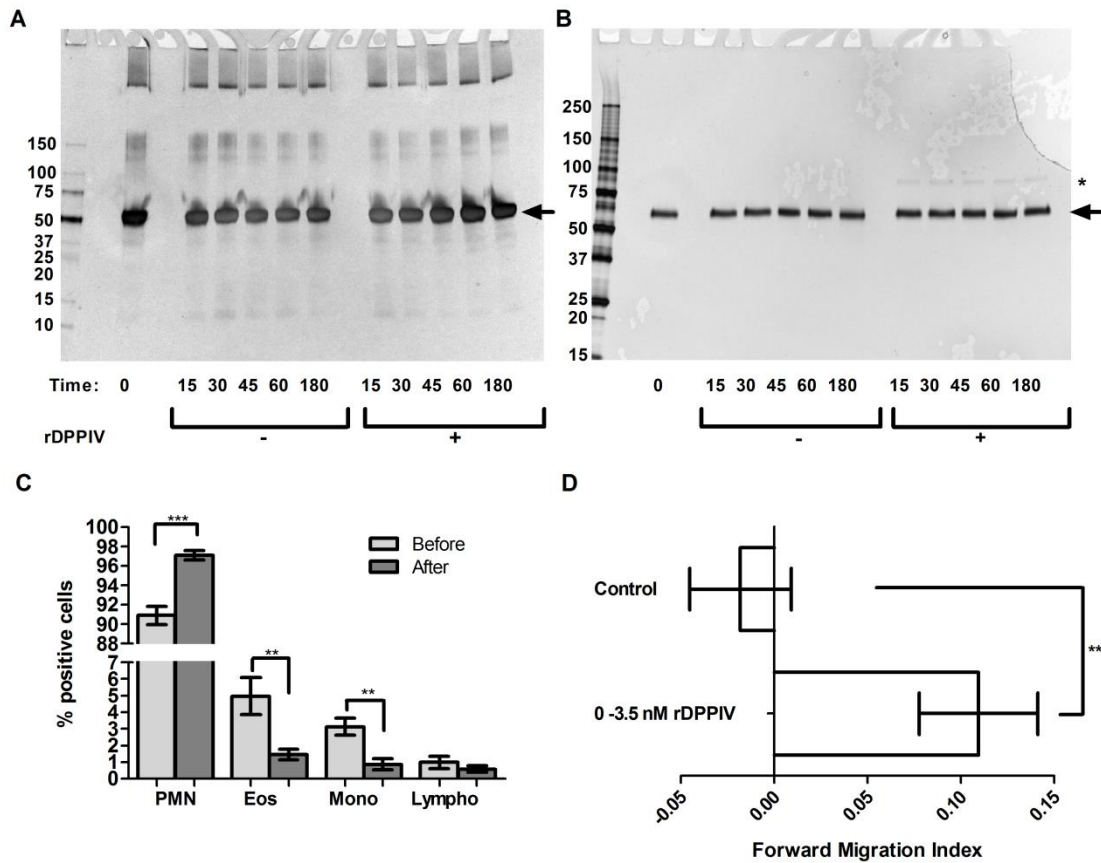 A
150
100
75
50
37
25
20
15
10
Time: 0 15 30 45 60 180 15 30 45 60 180
rDPPIV - +
B
250
150
100
75
50
37
25
20
15
*
0 15 30 45 60 180 15 30 45 60 180
- +
C
100
98
96
94
92
90
88
7
6
5
4
3
2
1
0
% positive cells
***
**
**
Before
After
PMN Eos Mono Lympho
D
Control
0 -3.5 nM rDPPIV
**
-0.05 0.00 0.05 0.10 0.15
Forward Migration Index